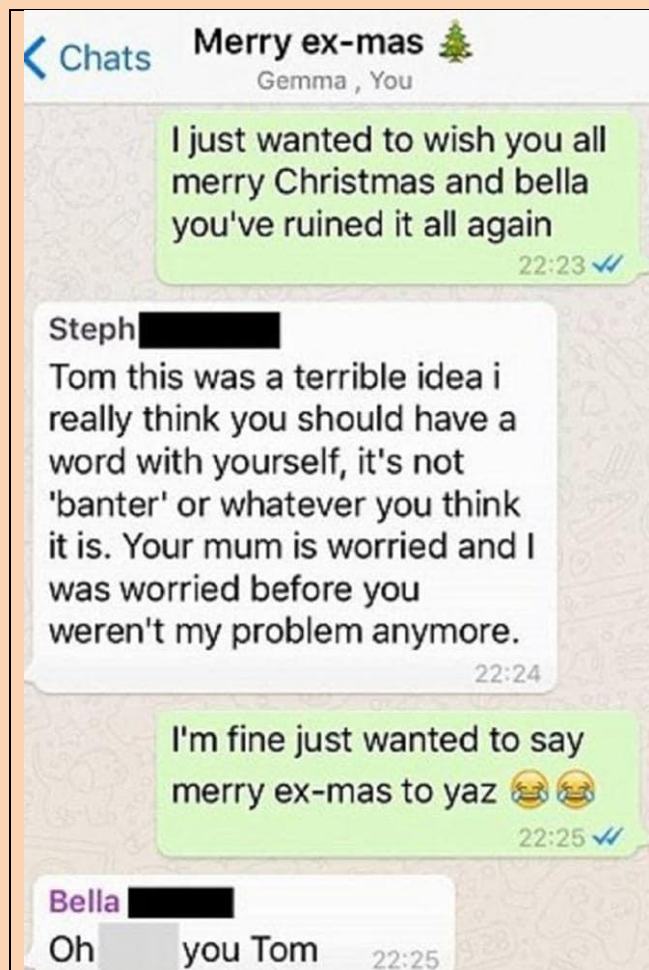 Chats
Merry ex-mas 🎄
Gemma , You
I just wanted to wish you all
merry Christmas and bella
you've ruined it all again
22:23
Steph
Tom this was a terrible idea i
really think you should have a
word with yourself, it's not
'banter' or whatever you think
it is. Your mum is worried and I
was worried before you
weren't my problem anymore.
22:24
I'm fine just wanted to say
merry ex-mas to yaz 😂😂
22:25
Bella
Oh you Tom 22:25